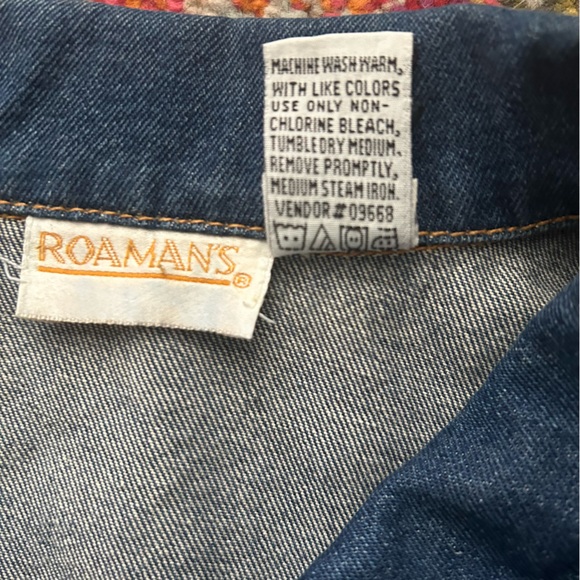 MACHINE WASH WARM,
WITH LIKE COLORS
USE ONLY NON-
CHLORINE BLEACH,
TUMBLE DRY MEDIUM,
REMOVE PROMPTLY,
MEDIUM STEAM IRON.
VENDOR # 09668
ROAMAN'S®